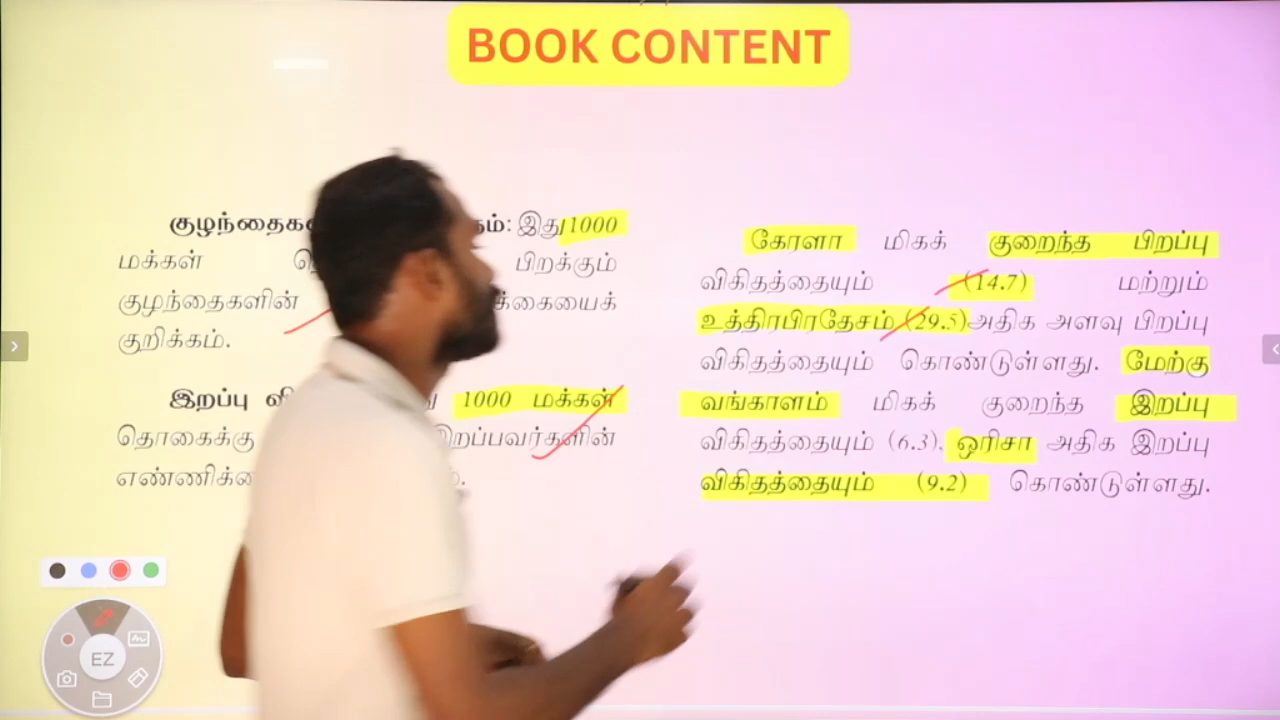 BOOK CONTENT
இது 1000
மக்கள் பிறக்கும்
குழந்தைகளின்
குறிக்கம்.
இறப்பு 1000 மக்கள்
தொகைக்கு இறப்பவர்களின்
கேரளா மிகக் குறைந்த பிறப்பு
விகிதத்தையும் (14.7) மற்றும்
உத்திரபிரதேசம் (29.5) அதிக அளவு பிறப்பு
விகிதத்தையும் கொண்டுள்ளது. மேற்கு
வங்காளம் மிகக் குறைந்த இறப்பு
விகிதத்தையும் (6.3), ஒரிசா அதிக இறப்பு
விகிதத்தையும் (9.2) கொண்டுள்ளது.
EZ